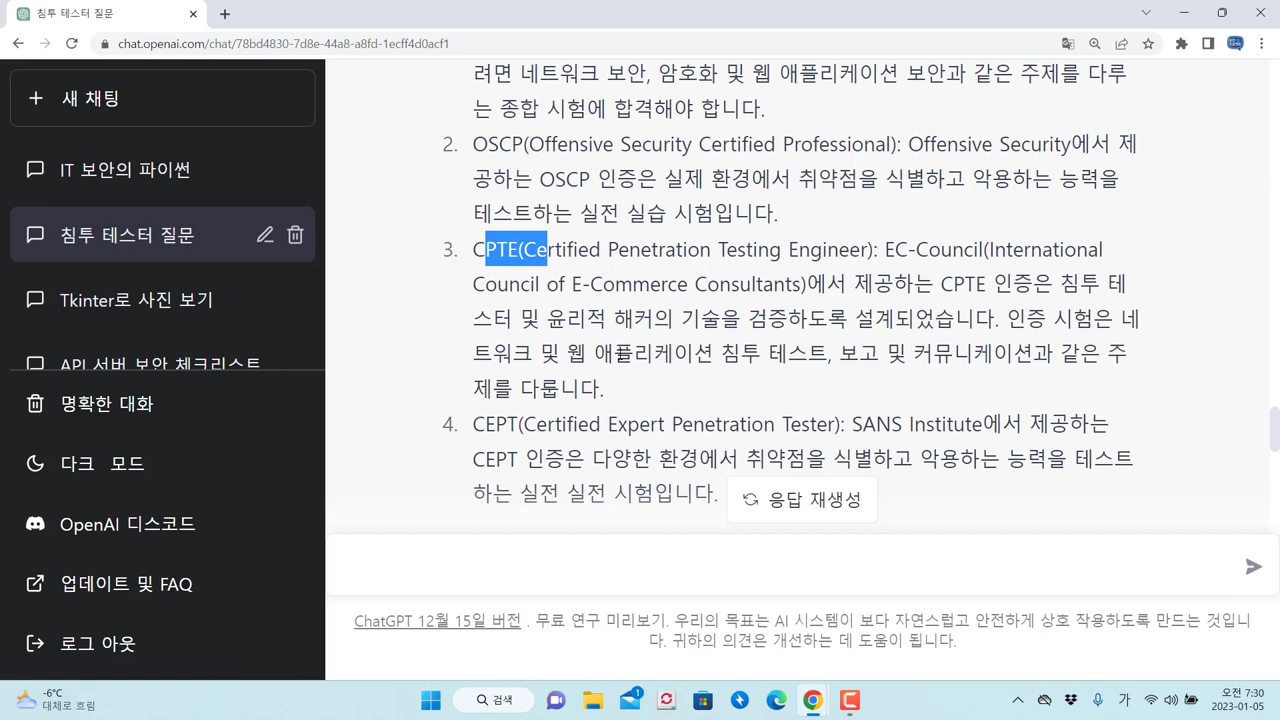 침투 테스터 질문
chat.openai.com/chat/78bd4830-7d8e-44a8-a8fd-1ecff4d0acf1
새 채팅
IT 보안의 파이썬
침투 테스터 질문
Tkinter로 사진 보기
API 서버 보안 체크리스트
명확한 대화
다크 모드
OpenAI 디스코드
업데이트 및 FAQ
로그 아웃
려면 네트워크 보안, 암호화 및 웹 애플리케이션 보안과 같은 주제를 다루
는 종합 시험에 합격해야 합니다.
2. OSCP(Offensive Security Certified Professional): Offensive Security에서 제
공하는 OSCP 인증은 실제 환경에서 취약점을 식별하고 악용하는 능력을
테스트하는 실전 실습 시험입니다.
3. CPTE(Certified Penetration Testing Engineer): EC-Council(International
Council of E-Commerce Consultants)에서 제공하는 CPTE 인증은 침투 테
스터 및 윤리적 해커의 기술을 검증하도록 설계되었습니다. 인증 시험은 네
트워크 및 웹 애플리케이션 침투 테스트, 보고 및 커뮤니케이션과 같은 주
제를 다룹니다.
4. CEPT(Certified Expert Penetration Tester): SANS Institute에서 제공하는
CEPT 인증은 다양한 환경에서 취약점을 식별하고 악용하는 능력을 테스트
하는 실전 실전 시험입니다.
응답 재생성
ChatGPT 12월 15일 버전 . 무료 연구 미리보기. 우리의 목표는 AI 시스템이 보다 자연스럽고 안전하게 상호 작용하도록 만드는 것입니
다. 귀하의 의견은 개선하는 데 도움이 됩니다.
-6°C
대체로 흐림
검색
1
가
오전 7:30
2023-01-05